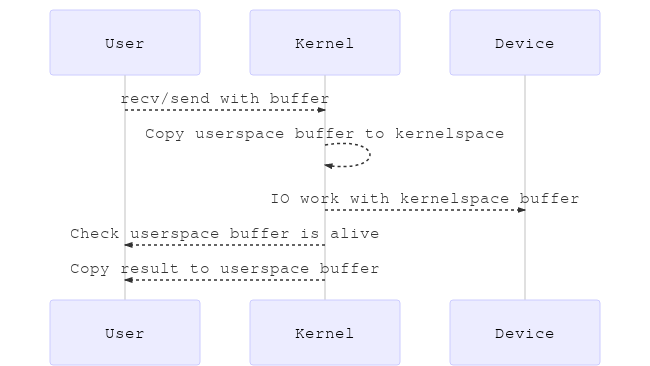 User
Kernel
Device
recv/send with buffer
Copy userspace buffer to kernelspace
IO work with kernelspace buffer
Check userspace buffer is alive
Copy result to userspace buffer
User
Kernel
Device